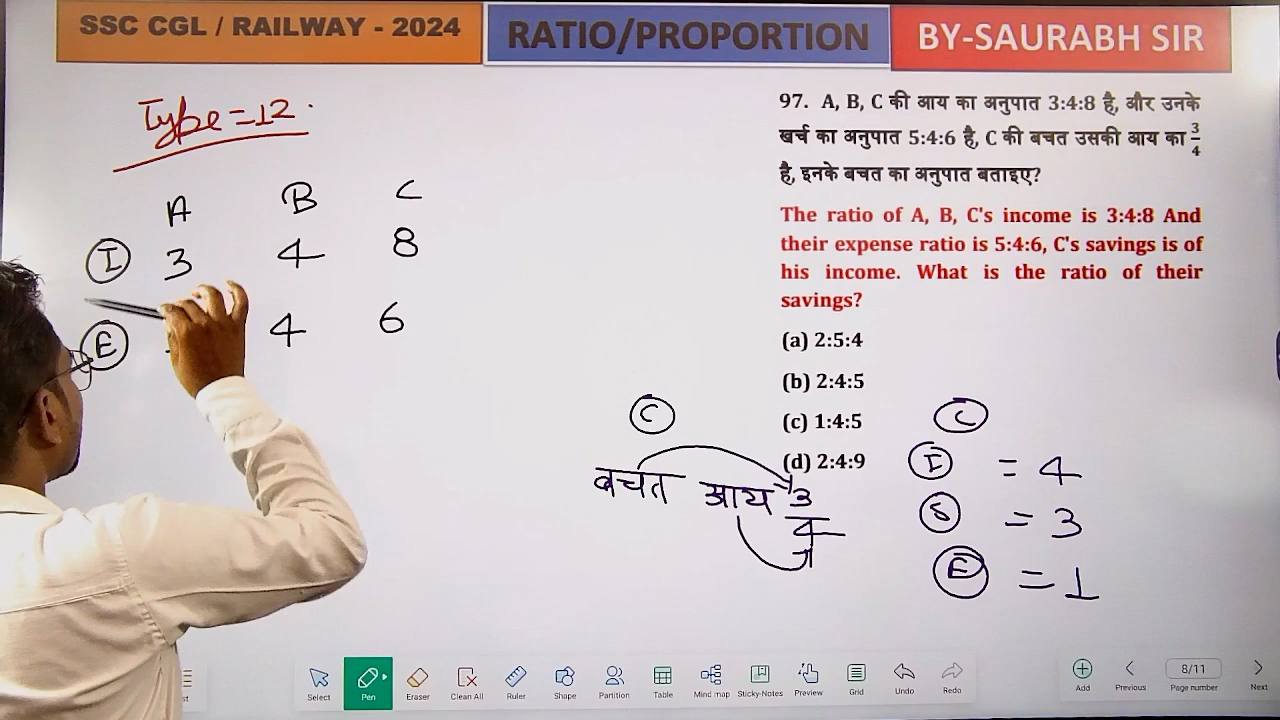 SSC CGL / RAILWAY - 2024
RATIO/PROPORTION
BY-SAURABH SIR
Type = 12.
A B C
I 3 4 8
E 4 6
97. A, B, C की आय का अनुपात 3:4:8 है, और उनके
खर्च का अनुपात 5:4:6 है, C की बचत उसकी आय का 3/4
है, इनके बचत का अनुपात बताइए?
The ratio of A, B, C's income is 3:4:8 And
their expense ratio is 5:4:6, C's savings is of
his income. What is the ratio of their
savings?
(a) 2:5:4
(b) 2:4:5
(c) 1:4:5
(d) 2:4:9
C
बचत आय 3/4
C
I = 4
S = 3
E = 1
Select Pen Eraser Clean All Ruler Shape Partition Table Mind map Sticky-Notes Preview Grid Undo Redo Add Previous 8/11 Page number Next